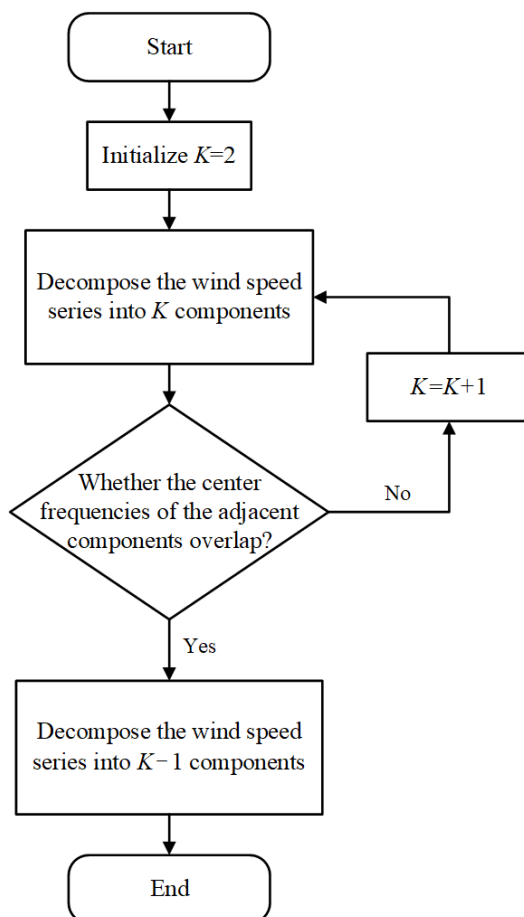 Start
Initialize K=2
Decompose the wind speed
series into K components
K=K+1
Whether the center
frequencies of the adjacent
components overlap?
No
Yes
Decompose the wind speed
series into K−1 components
End